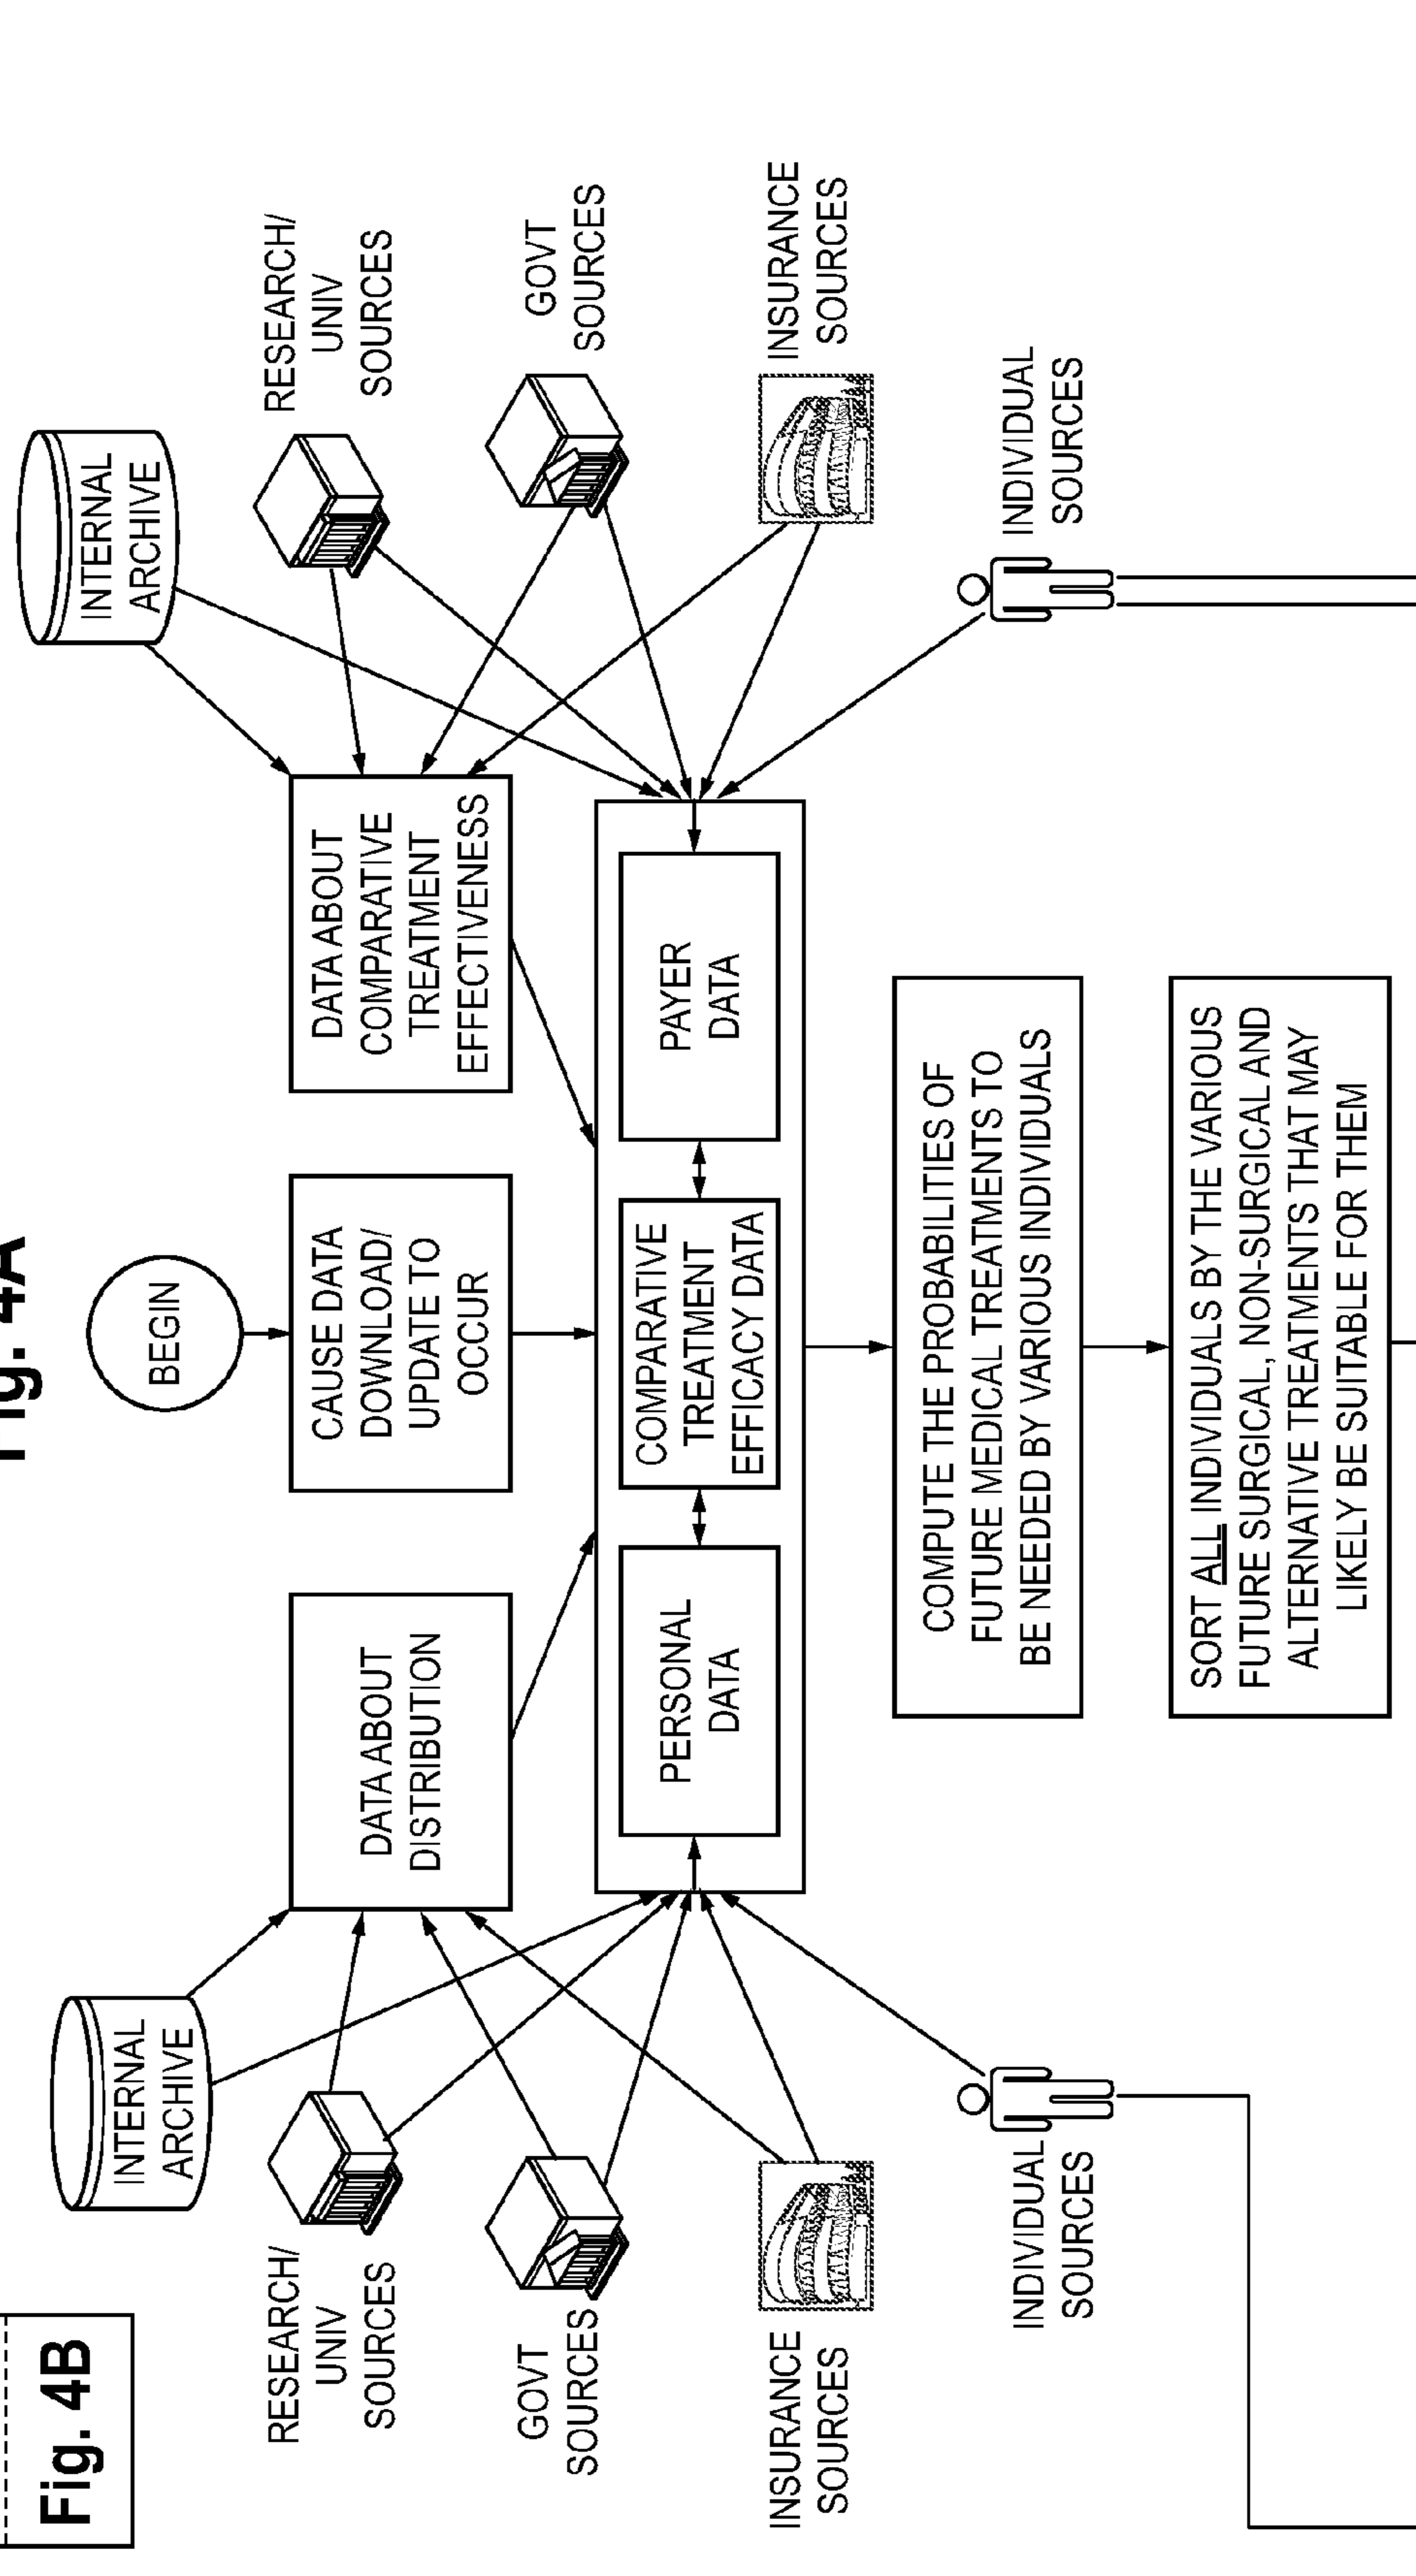 Fig. 4A
Fig. 4B
BEGIN
INTERNAL
ARCHIVE
INTERNAL
ARCHIVE
RESEARCH/
UNIV
SOURCES
DATA ABOUT
DISTRIBUTION
CAUSE DATA
DOWNLOAD/
UPDATE TO
OCCUR
DATA ABOUT
COMPARATIVE
TREATMENT
EFFECTIVENESS
RESEARCH/
UNIV
SOURCES
GOVT
SOURCES
GOVT
SOURCES
PERSONAL
DATA
COMPARATIVE
TREATMENT
EFFICACY DATA
PAYER
DATA
INSURANCE
SOURCES
INSURANCE
SOURCES
COMPUTE THE PROBABILITIES OF
FUTURE MEDICAL TREATMENTS TO
BE NEEDED BY VARIOUS INDIVIDUALS
INDIVIDUAL
SOURCES
INDIVIDUAL
SOURCES
SORT ALL INDIVIDUALS BY THE VARIOUS
FUTURE SURGICAL, NON-SURGICAL AND
ALTERNATIVE TREATMENTS THAT MAY
LIKELY BE SUITABLE FOR THEM